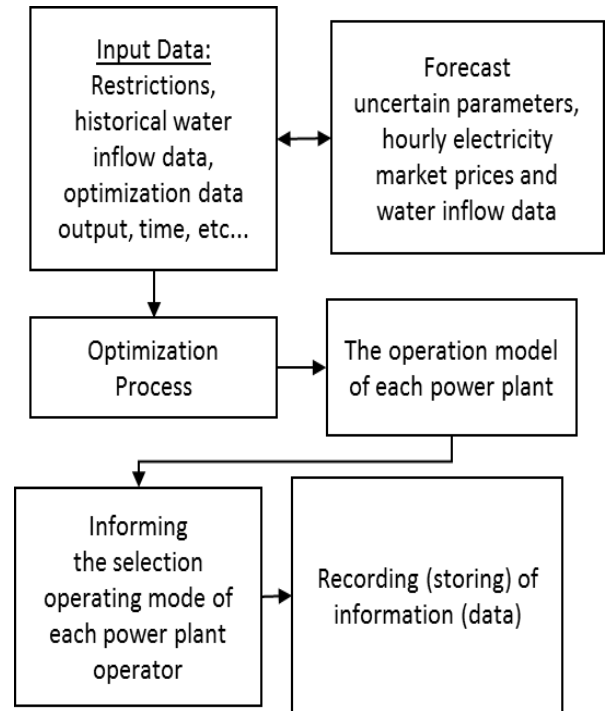 Input Data:
Restrictions,
historical water
inflow data,
optimization data
output, time, etc...
Forecast
uncertain parameters,
hourly electricity
market prices and
water inflow data
Optimization
Process
The operation model
of each power plant
Informing
the selection
operating mode of
each power plant
operator
Recording (storing) of
information (data)